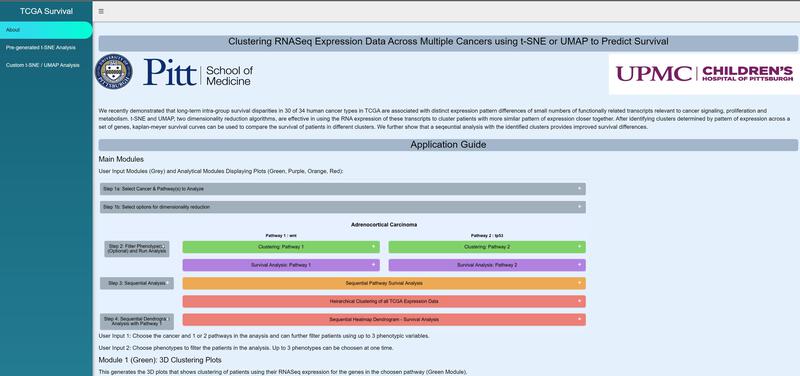 TCGA Survival
About
Pre-generated t-SNE Analysis
Custom t-SNE / UMAP Analysis
Clustering RNASeq Expression Data Across Multiple Cancers using t-SNE or UMAP to Predict Survival
Pitt | School of Medicine
UPMC | CHILDREN'S HOSPITAL OF PITTSBURGH
We recently demonstrated that long-term intra-group survival disparities in 30 of 34 human cancer types in TCGA are associated with distinct expression pattern differences of small numbers of functionally related transcripts relevant to cancer signaling, proliferation and
metabolism. t-SNE and UMAP, two dimensionality reduction algorithms, are effective in using the RNA expression of these transcripts to cluster patients with more similar pattern of expression closer together. After identifying clusters determined by pattern of expression across a
set of genes, kaplan-meyer survival curves can be used to compare the survival of patients in different clusters. We further show that a seqeuntial analysis with the identified clusters provides improved survival differences.
Application Guide
Main Modules
User Input Modules (Grey) and Analytical Modules Displaying Plots (Green, Purple, Orange, Red):
Step 1a: Select Cancer & Pathway(s) to Analyze
Step 1b: Select options for dimensionality reduction
Adrenocortical Carcinoma
Pathway 1 : wnt
Pathway 2 : tp53
Step 2: Filter Phenotypes
(Optional) and Run Analysis
Clustering: Pathway 1
Clustering: Pathway 2
Survival Analysis: Pathway 1
Survival Analysis: Pathway 2
Step 3: Sequential Analysis
Sequential Pathway Surival Analysis
Heirarchical Clustering of all TCGA Expression Data
Step 4: Sequential Dendrogram
Analysis with Pathway 1
Sequential Heatmap Dendrogram - Survival Analysis
User Input 1: Choose the cancer and 1 or 2 pathways in the analysis and can further filter patients using up to 3 phenotypic variables.
User Input 2: Choose phenotypes to filter the patients in the analysis. Up to 3 phenotypes can be choosen at one time.
Module 1 (Green): 3D Clustering Plots
This generates the 3D plots that shows clustering of patients using their RNASeq expression for the genes in the choosen pathway (Green Module).